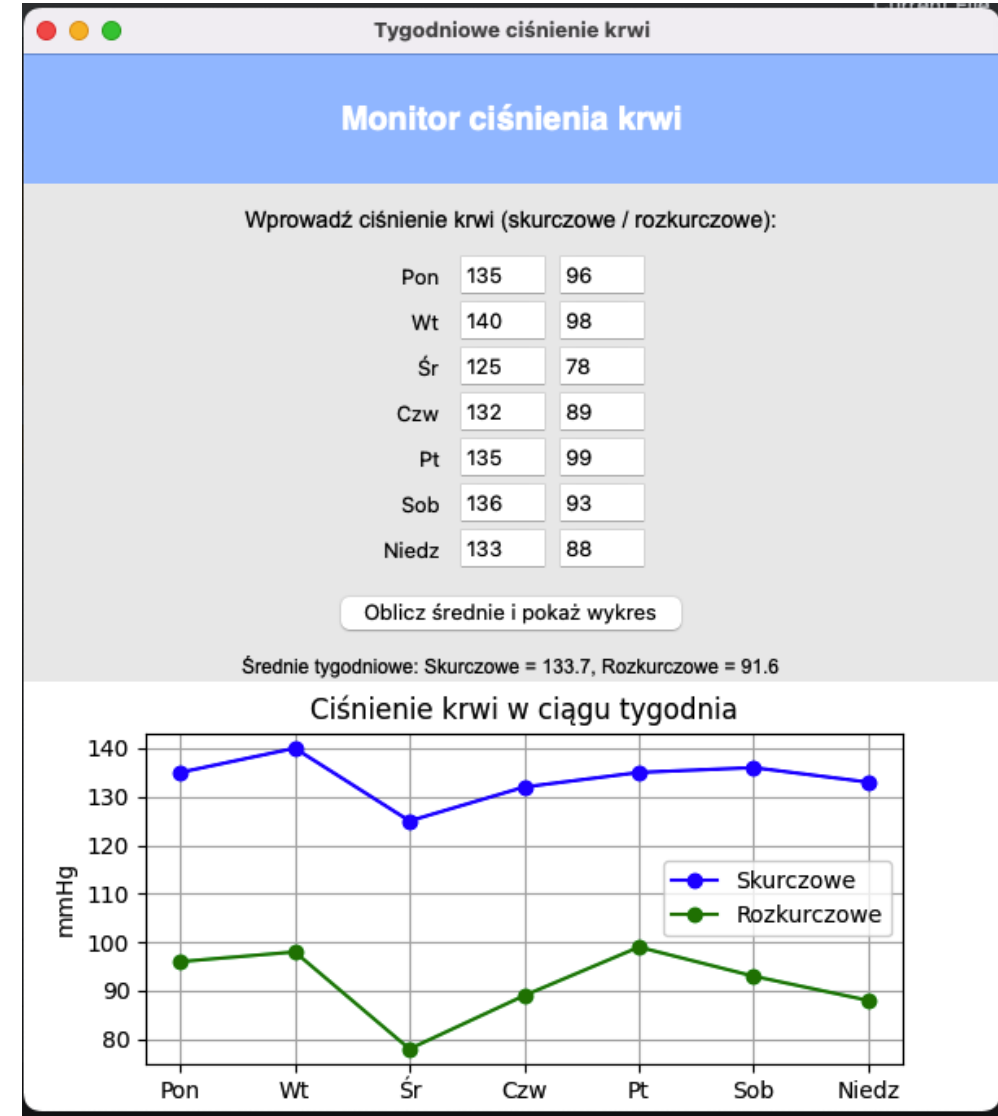 Tygodniowe ciśnienie krwi
Monitor ciśnienia krwi
Wprowadź ciśnienie krwi (skurczowe / rozkurczowe):
Pon 135 96
Wt 140 98
Śr 125 78
Czw 132 89
Pt 135 99
Sob 136 93
Niedz 133 88
Oblicz średnie i pokaż wykres
Średnie tygodniowe: Skurczowe = 133.7, Rozkurczowe = 91.6
Ciśnienie krwi w ciągu tygodnia
140
130
120
110
100
90
80
mmHg
Skurczowe
Rozkurczowe
Pon Wt Śr Czw Pt Sob Niedz